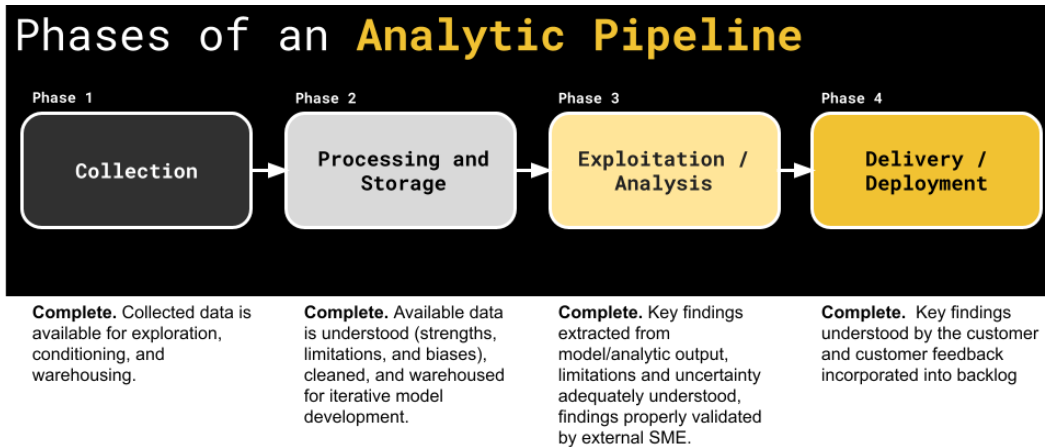 Phases of an Analytic Pipeline
Phase 1
Collection
Phase 2
Processing and
Storage
Phase 3
Exploitation /
Analysis
Phase 4
Delivery /
Deployment
Complete. Collected data is
available for exploration,
conditioning, and
warehousing.
Complete. Available data
is understood (strengths,
limitations, and biases),
cleaned, and warehoused
for iterative model
development.
Complete. Key findings
extracted from
model/analytic output,
limitations and uncertainty
adequately understood,
findings properly validated
by external SME.
Complete. Key findings
understood by the customer
and customer feedback
incorporated into backlog